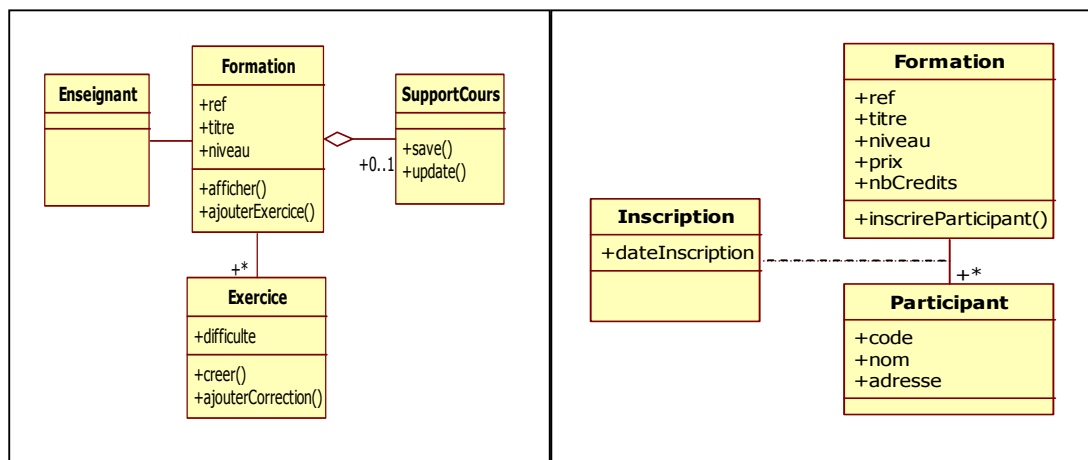 Enseignant
Formation
+ref
+titre
+niveau
+afficher()
+ajouterExercice()
SupportCours
+save()
+update()
+0..1
+*
Exercice
+difficulte
+creer()
+ajouterCorrection()
Formation
+ref
+titre
+niveau
+prix
+nbCredits
+inscrireParticipant()
Inscription
+dateInscription
+*
Participant
+code
+nom
+adresse